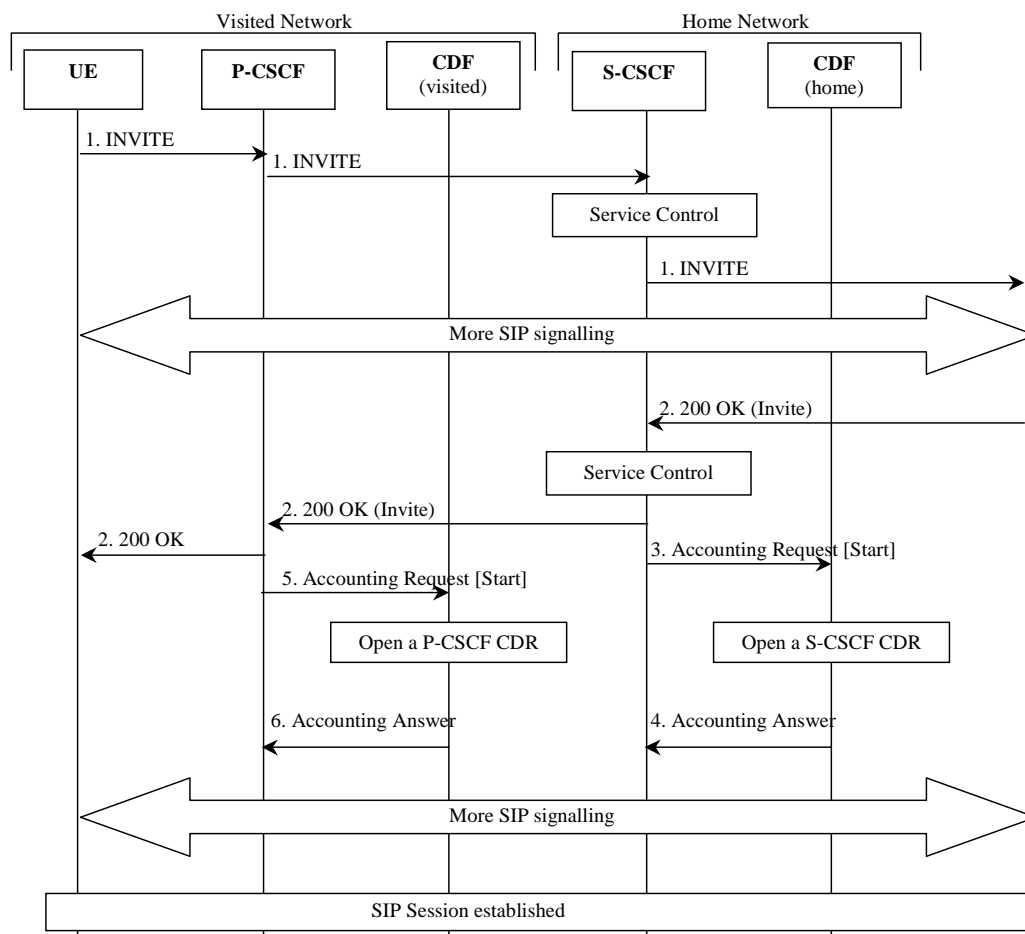 Visited Network
Home Network
UE
P-CSCF
CDF
(visited)
S-CSCF
CDF
(home)
1. INVITE
1. INVITE
Service Control
1. INVITE
More SIP signalling
2. 200 OK (Invite)
Service Control
2. 200 OK (Invite)
2. 200 OK
3. Accounting Request [Start]
5. Accounting Request [Start]
Open a P-CSCF CDR
Open a S-CSCF CDR
6. Accounting Answer
4. Accounting Answer
More SIP signalling
SIP Session established